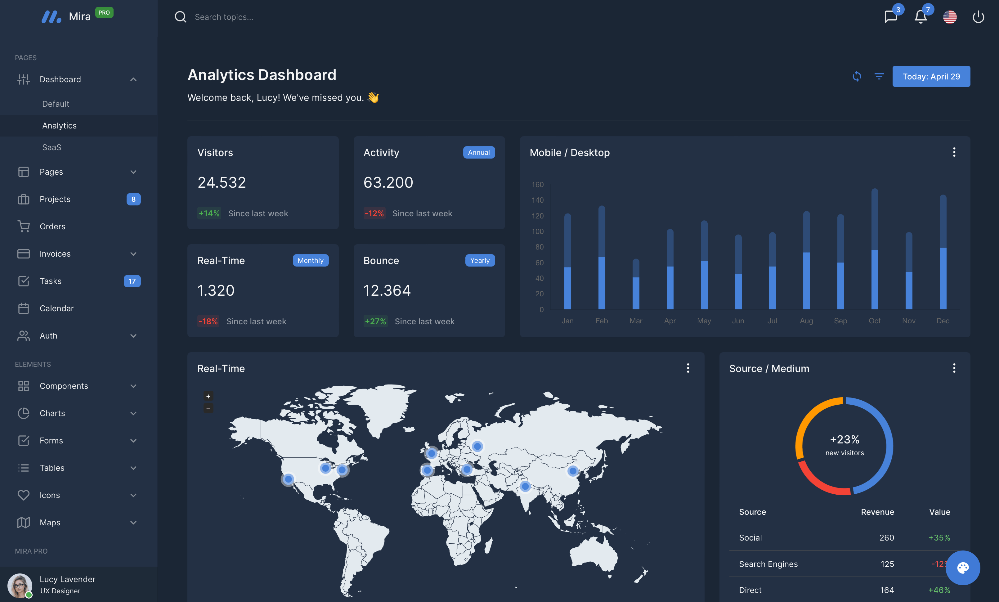 Mira PRO
Search topics...
3
7
PAGES
Dashboard
Default
Analytics
SaaS
Pages
Projects 8
Orders
Invoices
Tasks 17
Calendar
Auth
ELEMENTS
Components
Charts
Forms
Tables
Icons
Maps
MIRA PRO
Lucy Lavender
UX Designer
Analytics Dashboard
Welcome back, Lucy! We've missed you. 👋
Today: April 29
Visitors
24.532
+14% Since last week
Activity Annual
63.200
-12% Since last week
Real-Time Monthly
1.320
-18% Since last week
Bounce Yearly
12.364
+27% Since last week
Mobile / Desktop
160
140
120
100
80
60
40
20
0
Jan Feb Mar Apr May Jun Jul Aug Sep Oct Nov Dec
Real-Time
+
−
Source / Medium
+23%
new visitors
Source Revenue Value
Social 260 +35%
Search Engines 125 -12%
Direct 164 +46%